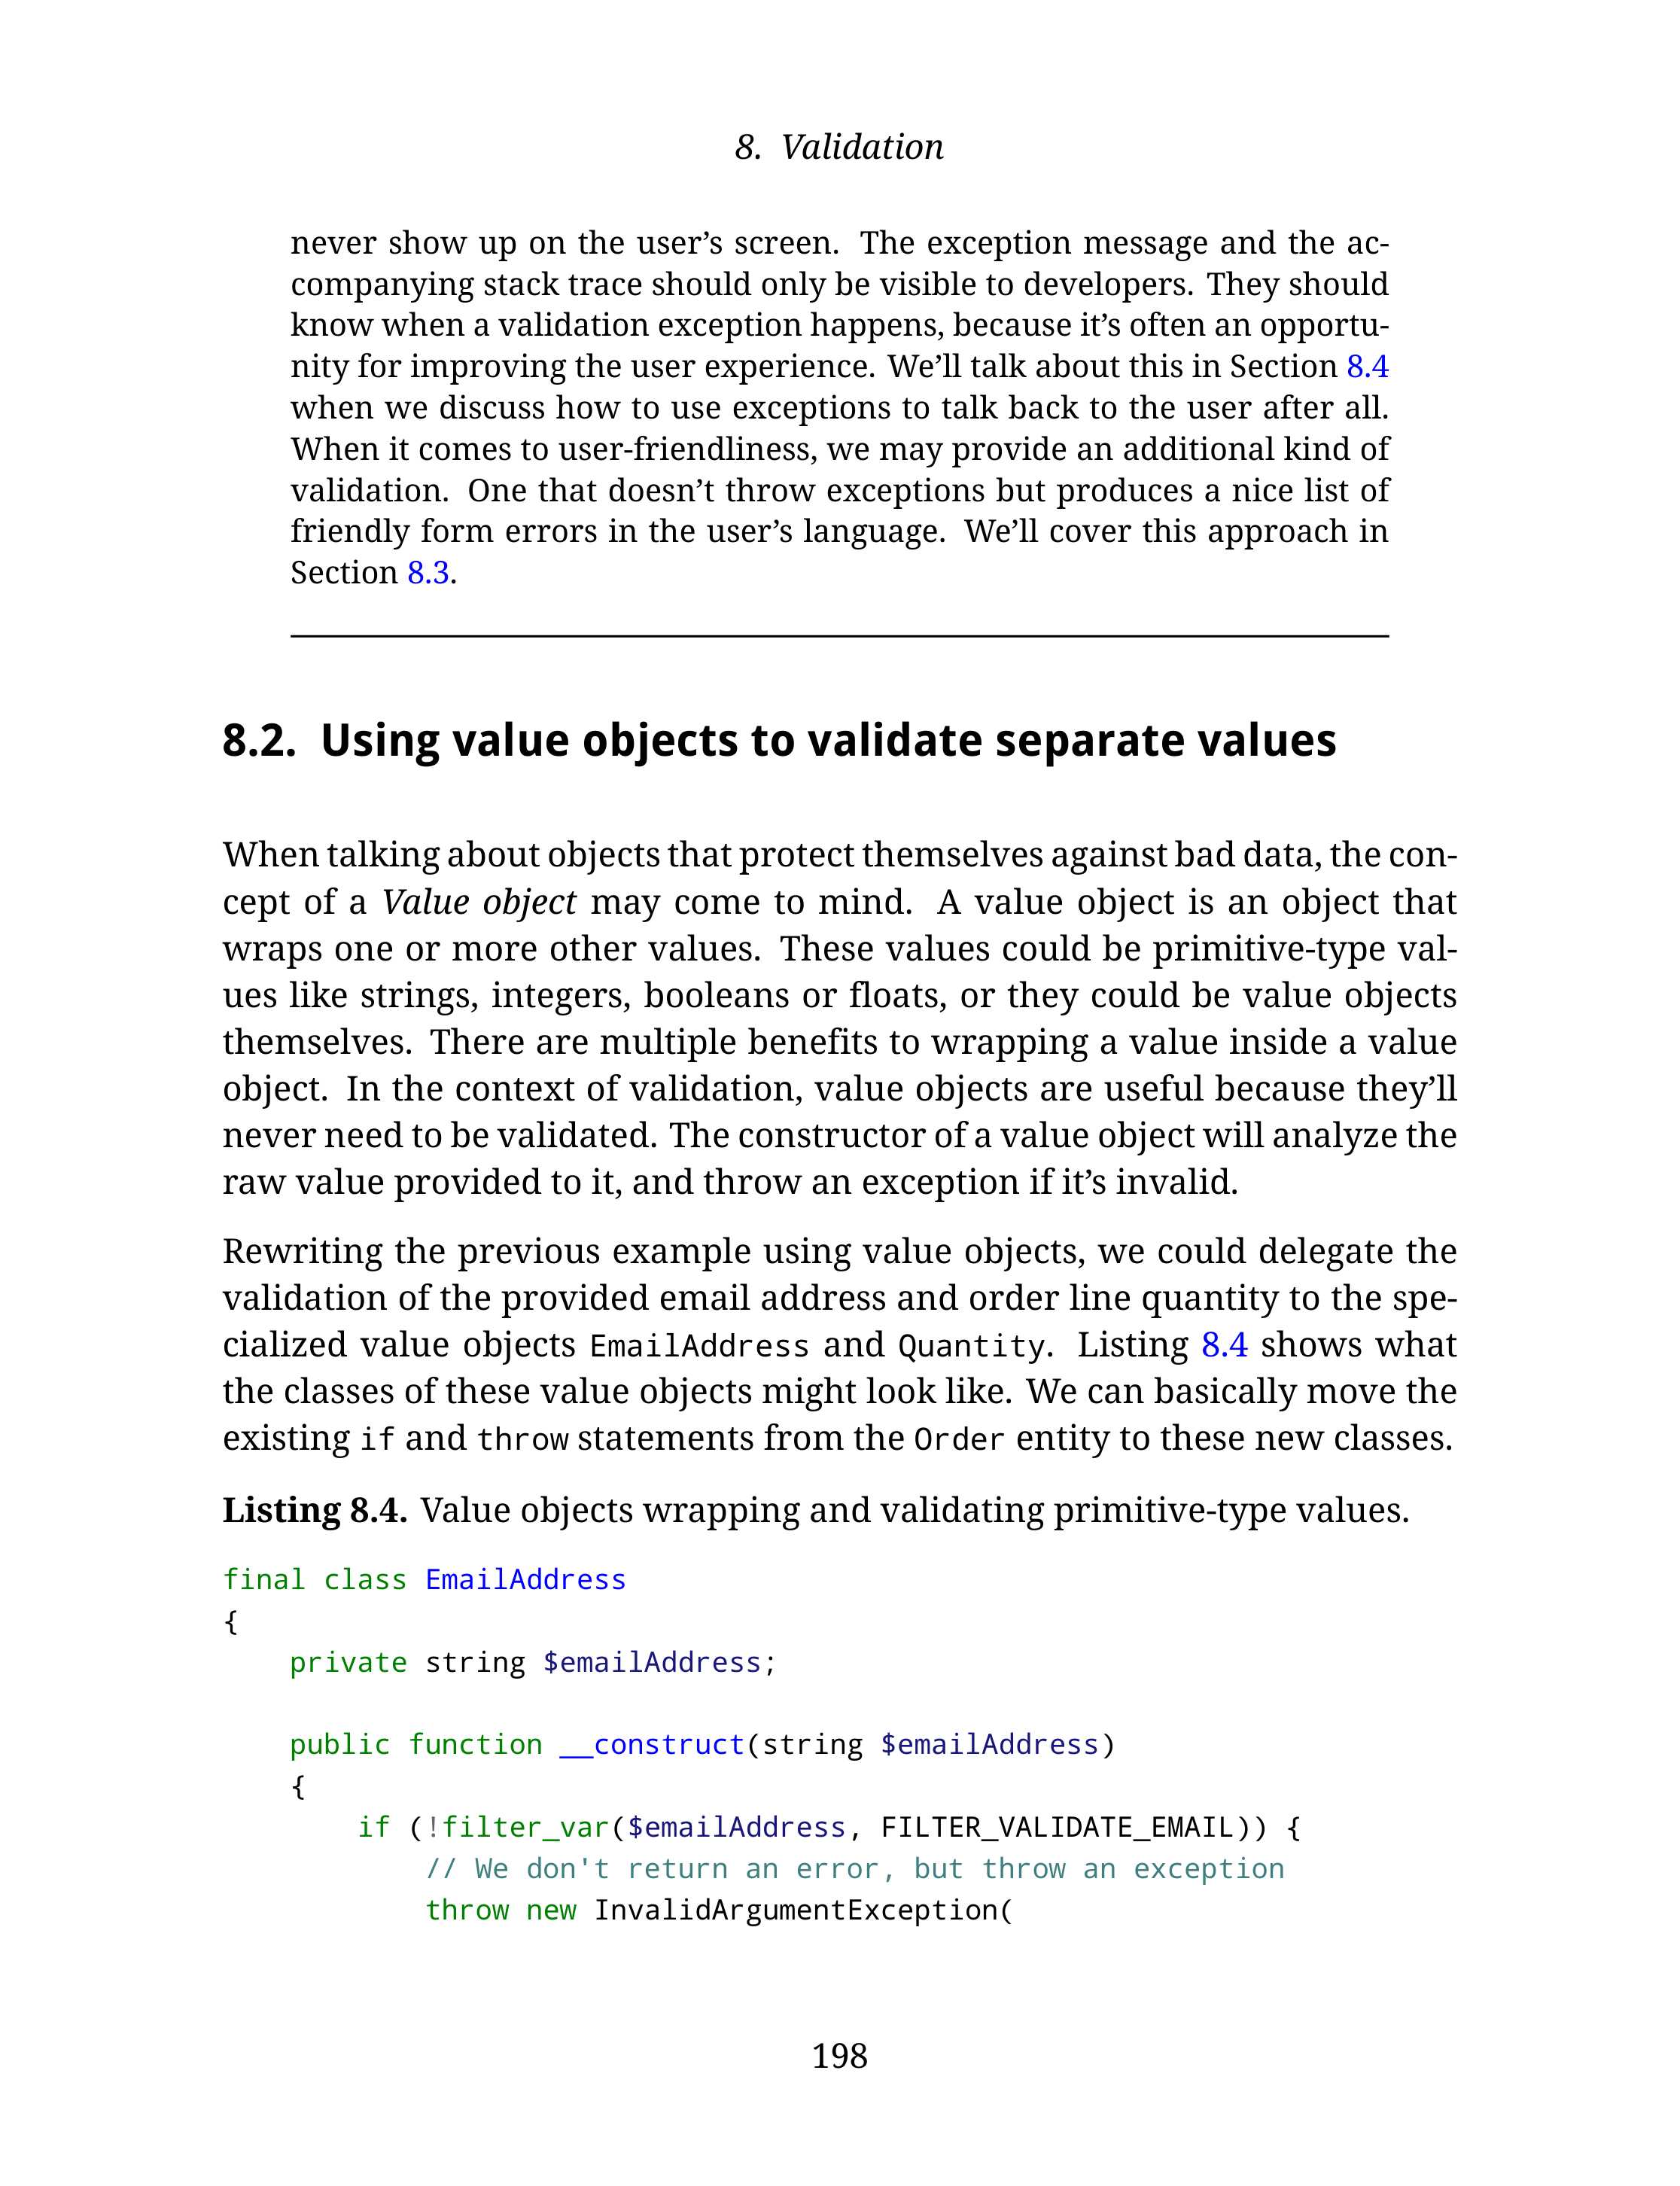 8. Validation
never show up on the user’s screen. The exception message and the ac-
companying stack trace should only be visible to developers. They should
know when a validation exception happens, because it’s often an opportu-
nity for improving the user experience. We’ll talk about this in Section 8.4
when we discuss how to use exceptions to talk back to the user after all.
When it comes to user-friendliness, we may provide an additional kind of
validation. One that doesn’t throw exceptions but produces a nice list of
friendly form errors in the user’s language. We’ll cover this approach in
Section 8.3.
8.2. Using value objects to validate separate values
When talking about objects that protect themselves against bad data, the con-
cept of a Value object may come to mind. A value object is an object that
wraps one or more other values. These values could be primitive-type val-
ues like strings, integers, booleans or floats, or they could be value objects
themselves. There are multiple benefits to wrapping a value inside a value
object. In the context of validation, value objects are useful because they’ll
never need to be validated. The constructor of a value object will analyze the
raw value provided to it, and throw an exception if it’s invalid.
Rewriting the previous example using value objects, we could delegate the
validation of the provided email address and order line quantity to the spe-
cialized value objects EmailAddress and Quantity. Listing 8.4 shows what
the classes of these value objects might look like. We can basically move the
existing if and throw statements from the Order entity to these new classes.
Listing 8.4. Value objects wrapping and validating primitive-type values.
final class EmailAddress
{
    private string $emailAddress;
    public function __construct(string $emailAddress)
    {
        if (!filter_var($emailAddress, FILTER_VALIDATE_EMAIL)) {
            // We don't return an error, but throw an exception
            throw new InvalidArgumentException(
198